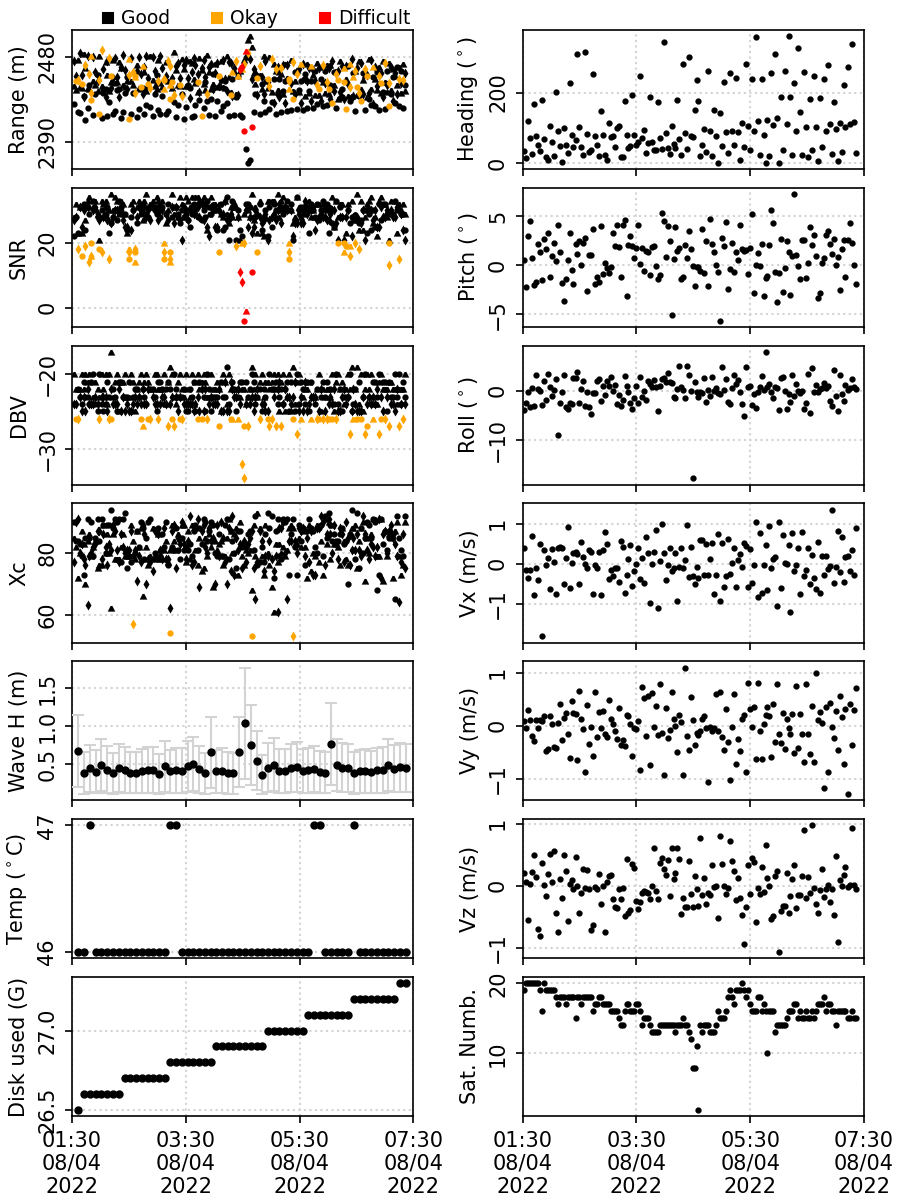 Good Okay Difficult
Range (m)
2480
2390
Heading (°)
200
0
SNR
20
0
Pitch (°)
5
0
−5
DBV
−20
−30
Roll (°)
0
−10
Xc
80
60
Vx (m/s)
1
0
−1
Wave H (m)
1.5
1.0
0.5
Vy (m/s)
1
0
−1
Temp (°C)
47
46
Vz (m/s)
1
0
−1
Disk used (G)
27.0
26.5
Sat. Numb.
20
10
01:30 03:30 05:30 07:30
08/04 08/04 08/04 08/04
2022 2022 2022 2022
01:30 03:30 05:30 07:30
08/04 08/04 08/04 08/04
2022 2022 2022 2022